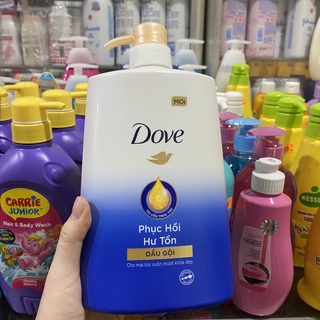 MỚI
Dove
Phục Hồi
Hư Tổn
DẦU GỘI
Cho mái tóc suôn mượt khỏe đẹp
CARRIE
JUNIOR
Hair & Body Wash
Cherry